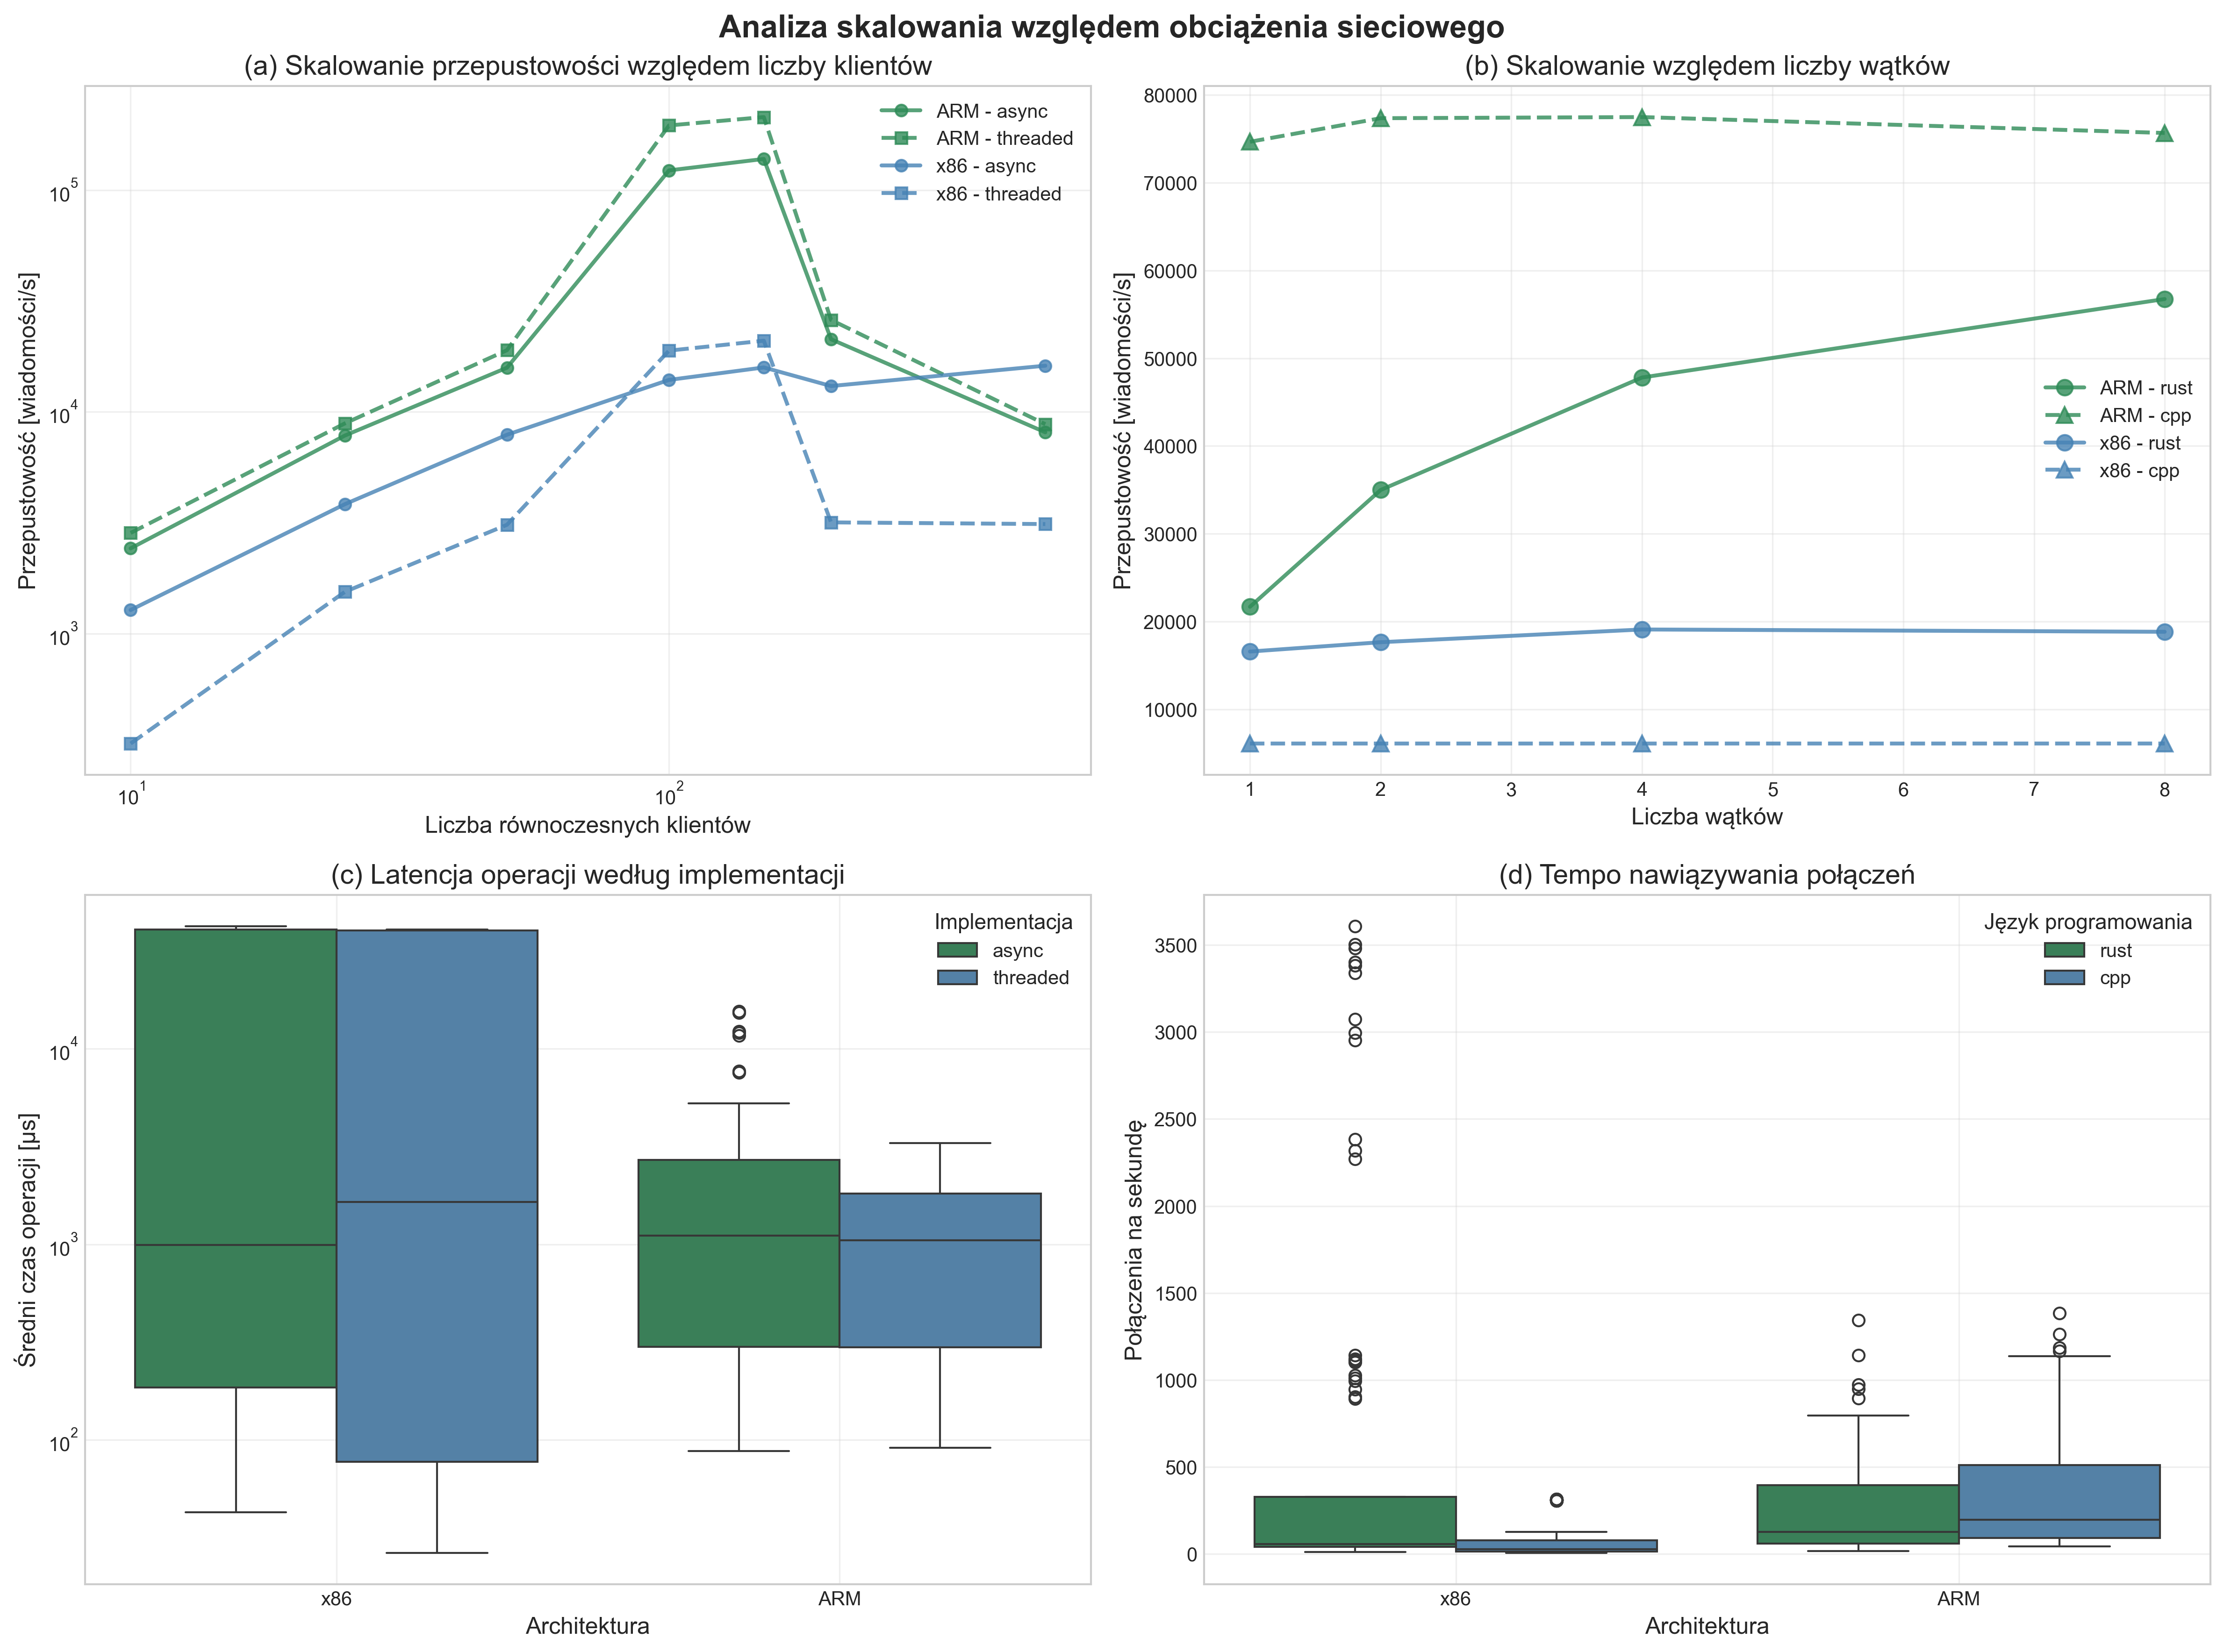 Analiza skalowania względem obciążenia sieciowego
(a) Skalowanie przepustowości względem liczby klientów
ARM - async
ARM - threaded
x86 - async
x86 - threaded
Przepustowość [wiadomości/s]
10^5
10^4
10^3
10^1
10^2
Liczba równoczesnych klientów
(b) Skalowanie względem liczby wątków
Przepustowość [wiadomości/s]
80000
70000
60000
50000
40000
30000
20000
10000
ARM - rust
ARM - cpp
x86 - rust
x86 - cpp
1 2 3 4 5 6 7 8
Liczba wątków
(c) Latencja operacji według implementacji
Implementacja
async
threaded
Średni czas operacji [µs]
10^4
10^3
10^2
x86 ARM
Architektura
(d) Tempo nawiązywania połączeń
Język programowania
rust
cpp
Połączenia na sekundę
3500
3000
2500
2000
1500
1000
500
0
x86 ARM
Architektura